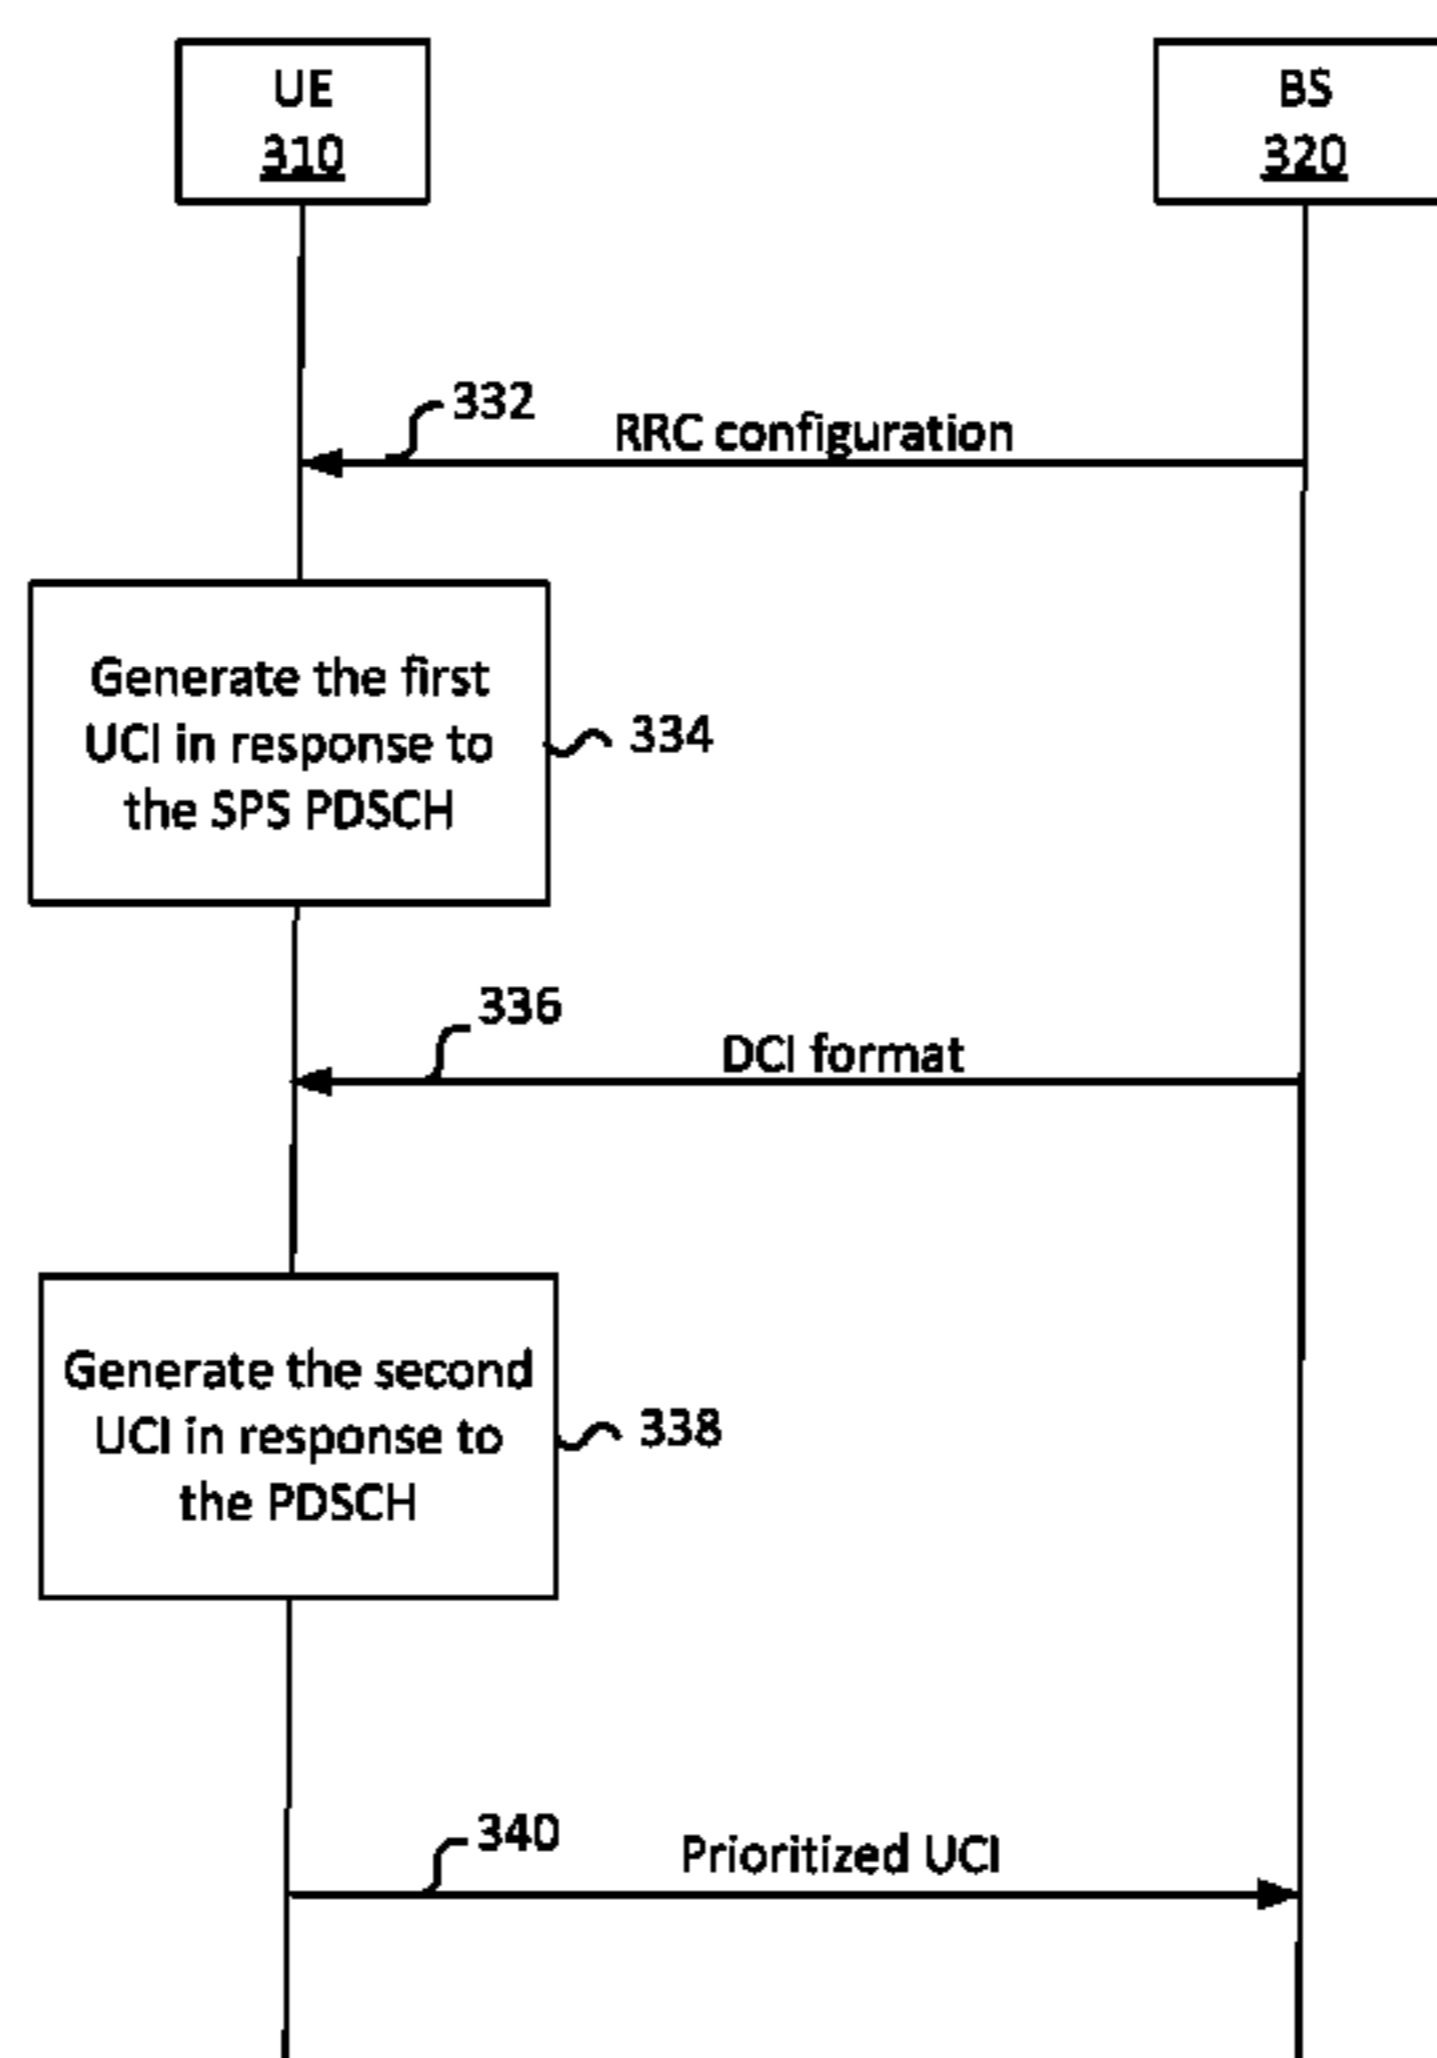 UE
310
BS
320
332
RRC configuration
Generate the first
UCI in response to
the SPS PDSCH
334
336
DCI format
Generate the second
UCI in response to
the PDSCH
338
340
Prioritized UCI